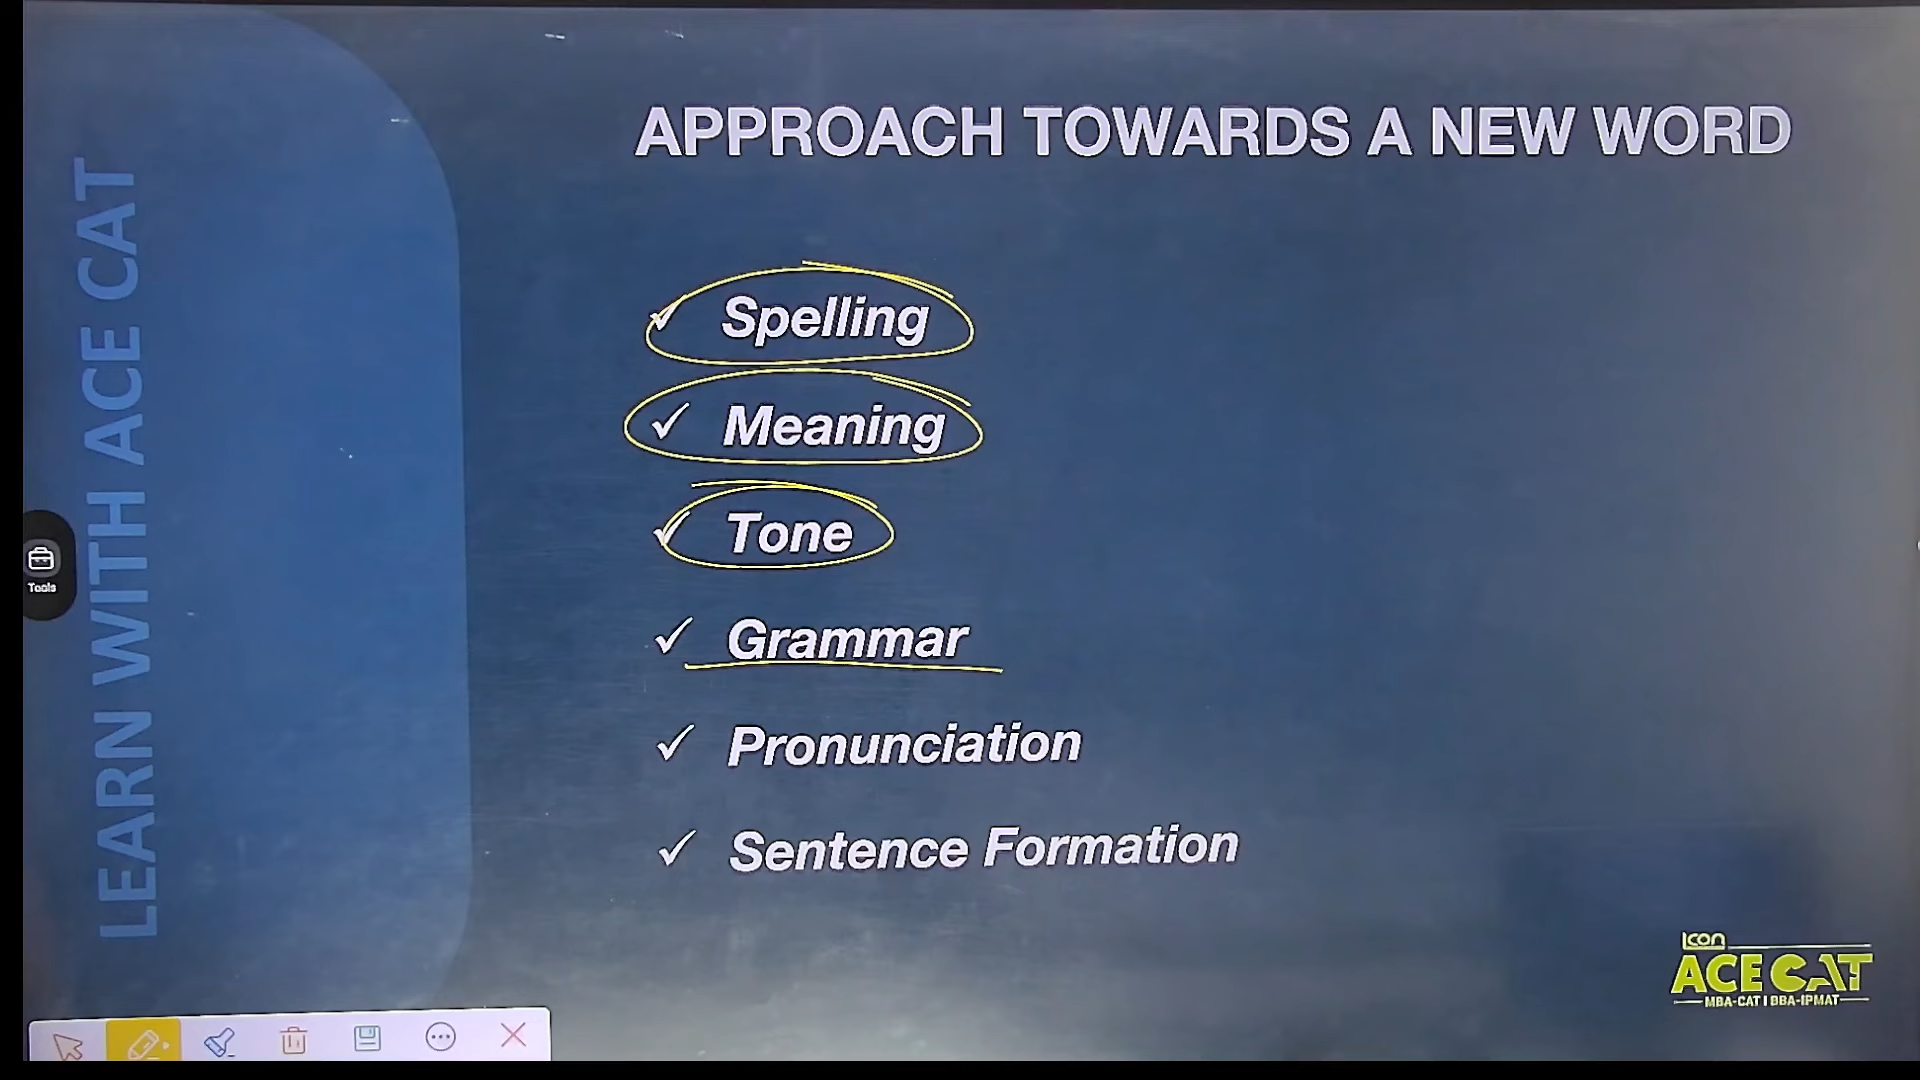 APPROACH TOWARDS A NEW WORD
LEARN WITH ACE CAT
✓ Spelling
✓ Meaning
✓ Tone
✓ Grammar
✓ Pronunciation
✓ Sentence Formation
Tools
icon
ACE CAT
MBA-CAT | BBA-IPMAT